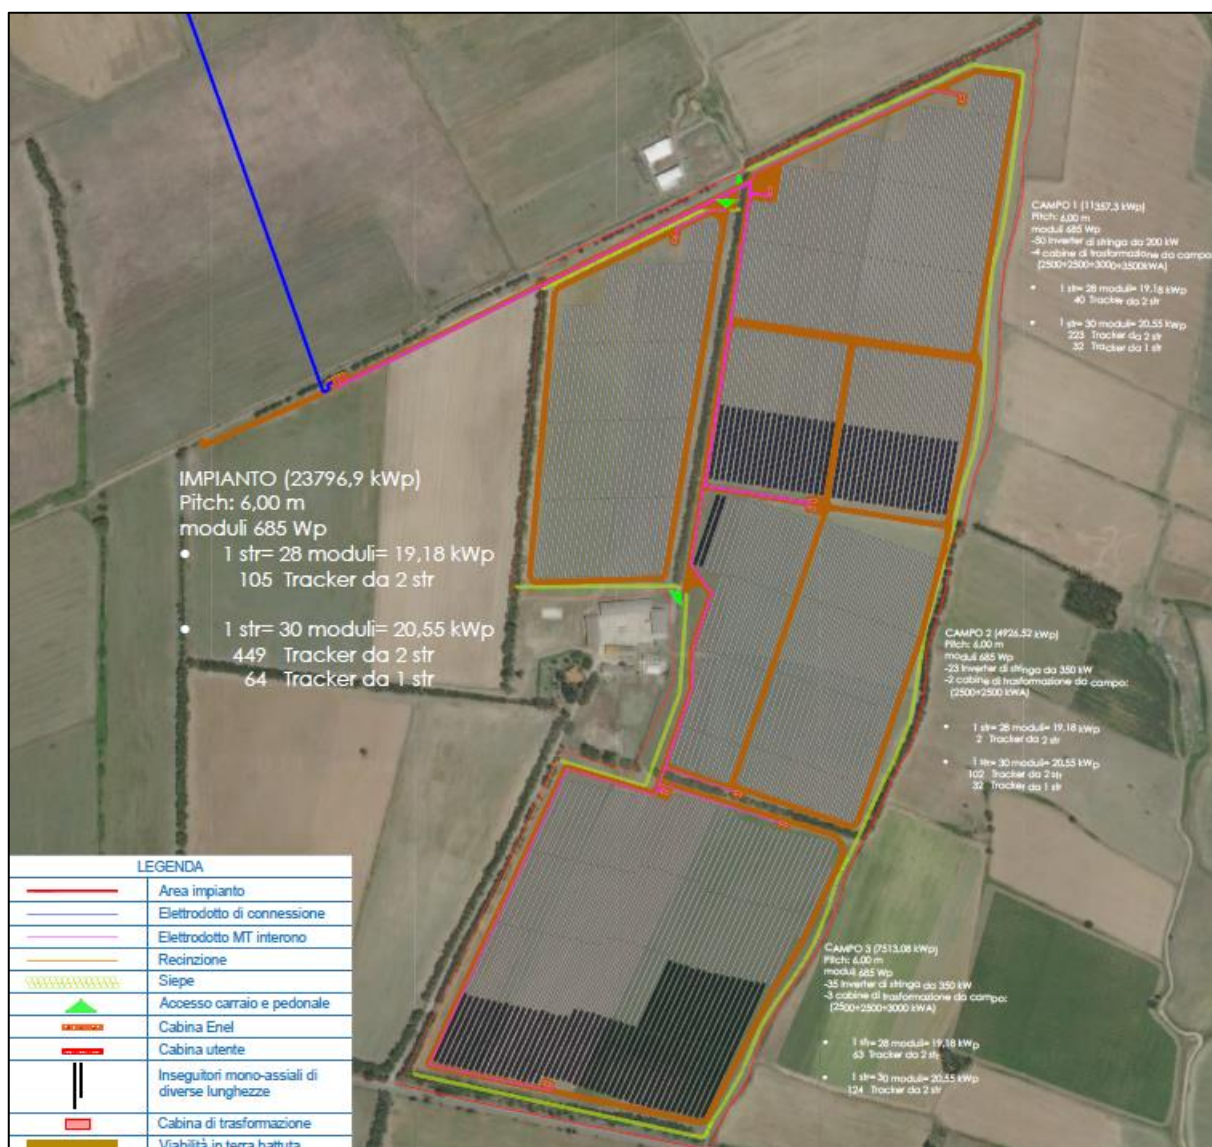 CAMPO 1 (11357,3 kWp)
Pitch: 6,00 m
moduli 685 Wp
-50 Inverter di stringa da 200 kW
-4 cabine di trasformazione da campo:
(2500+2500+3000+3500kWA)
• 1 str= 28 moduli= 19,18 kWp
40 Tracker da 2 str
• 1 str= 30 moduli= 20,55 kWp
223 Tracker da 2 str
32 Tracker da 1 str
IMPIANTO (23796,9 kWp)
Pitch: 6,00 m
moduli 685 Wp
• 1 str= 28 moduli= 19,18 kWp
105 Tracker da 2 str
• 1 str= 30 moduli= 20,55 kWp
449 Tracker da 2 str
64 Tracker da 1 str
CAMPO 2 (4926,52 kWp)
Pitch: 6,00 m
moduli 685 Wp
-23 Inverter di stringa da 350 kW
-2 cabine di trasformazione da campo:
(2500+2500 kWA)
• 1 str= 28 moduli= 19,18 kWp
2 Tracker da 2 str
• 1 str= 30 moduli= 20,55 kWp
102 Tracker da 2 str
32 Tracker da 1 str
CAMPO 3 (7513,08 kWp)
Pitch: 6,00 m
moduli 685 Wp
-35 Inverter di stringa da 350 kW
-3 cabine di trasformazione da campo:
(2500+2500+3000 kWA)
• 1 str= 28 moduli= 19,18 kWp
63 Tracker da 2 str
• 1 str= 30 moduli= 20,55 kWp
124 Tracker da 2 str
LEGENDA
Area impianto
Elettrodotto di connessione
Elettrodotto MT interono
Recinzione
Siepe
Accesso carraio e pedonale
Cabina Enel
Cabina utente
Inseguitori mono-assiali di
diverse lunghezze
Cabina di trasformazione
Viabilità in terra battuta